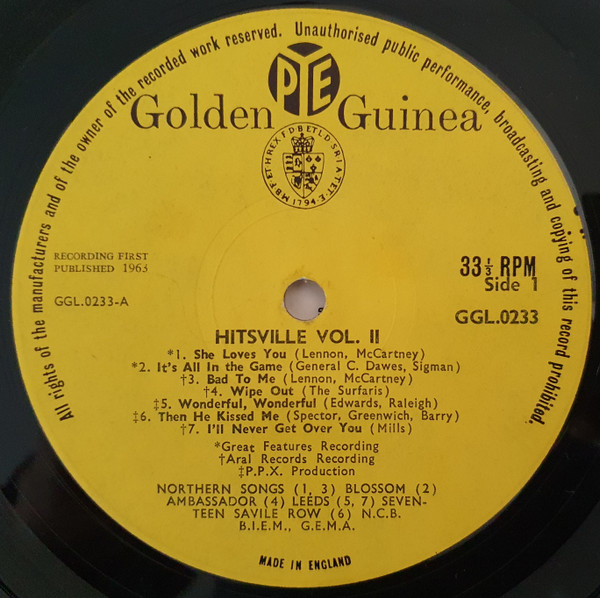 All rights of the manufacturers and of the owner of the recorded work reserved. Unauthorised public performance, broadcasting and copying of this record prohibited.
PYE
Golden Guinea
1794
RECORDING FIRST
PUBLISHED 1963
GGL.0233-A
33⅓ RPM
Side 1
GGL.0233
HITSVILLE VOL. II
*1. She Loves You (Lennon, McCartney)
*2. It's All In the Game (General C. Dawes, Sigman)
†3. Bad To Me (Lennon, McCartney)
†4. Wipe Out (The Surfaris)
‡5. Wonderful, Wonderful (Edwards, Raleigh)
‡6. Then He Kissed Me (Spector, Greenwich, Barry)
†7. I'll Never Get Over You (Mills)
*Great Features Recording
†Aral Records Recording
‡P.P.X. Production
NORTHERN SONGS (1, 3) BLOSSOM (2)
AMBASSADOR (4) LEEDS (5, 7) SEVEN-
TEEN SAVILE ROW (6) N.C.B.
B.I.E.M., G.E.M.A.
MADE IN ENGLAND